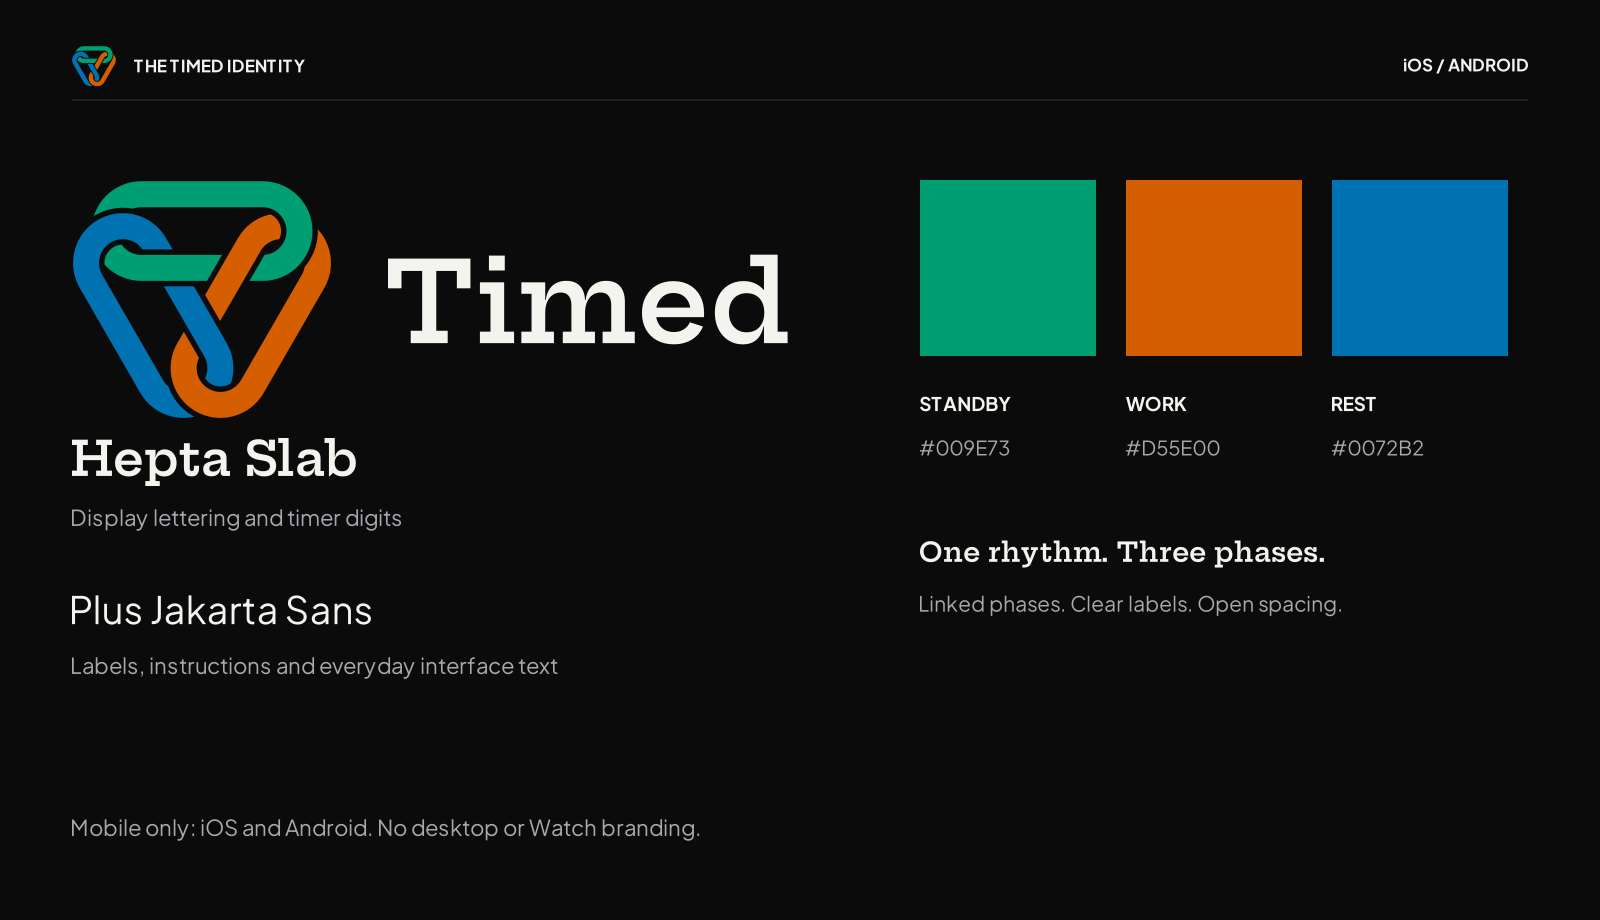 THE TIMED IDENTITY
iOS / ANDROID
Timed
Hepta Slab
Display lettering and timer digits
Plus Jakarta Sans
Labels, instructions and everyday interface text
STANDBY
#009E73
WORK
#D55E00
REST
#0072B2
One rhythm. Three phases.
Linked phases. Clear labels. Open spacing.
Mobile only: iOS and Android. No desktop or Watch branding.